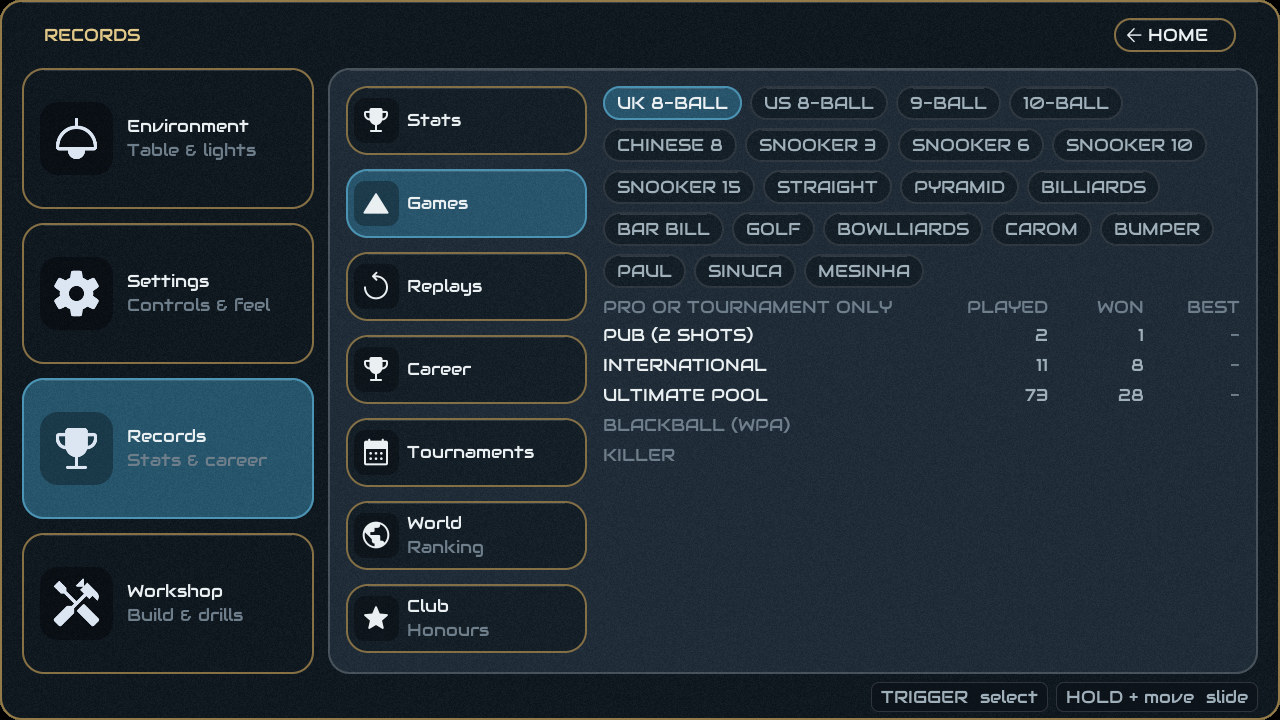 RECORDS
HOME
Environment
Table & lights
Settings
Controls & feel
Records
Stats & career
Workshop
Build & drills
Stats
Games
Replays
Career
Tournaments
World
Ranking
Club
Honours
UK 8-BALL US 8-BALL 9-BALL 10-BALL
CHINESE 8 SNOOKER 3 SNOOKER 6 SNOOKER 10
SNOOKER 15 STRAIGHT PYRAMID BILLIARDS
BAR BILL GOLF BOWLLIARDS CAROM BUMPER
PAUL SINUCA MESINHA
PRO OR TOURNAMENT ONLY PLAYED WON BEST
PUB (2 SHOTS) 2 1 -
INTERNATIONAL 11 8 -
ULTIMATE POOL 73 28 -
BLACKBALL (WPA)
KILLER
TRIGGER select HOLD + move slide